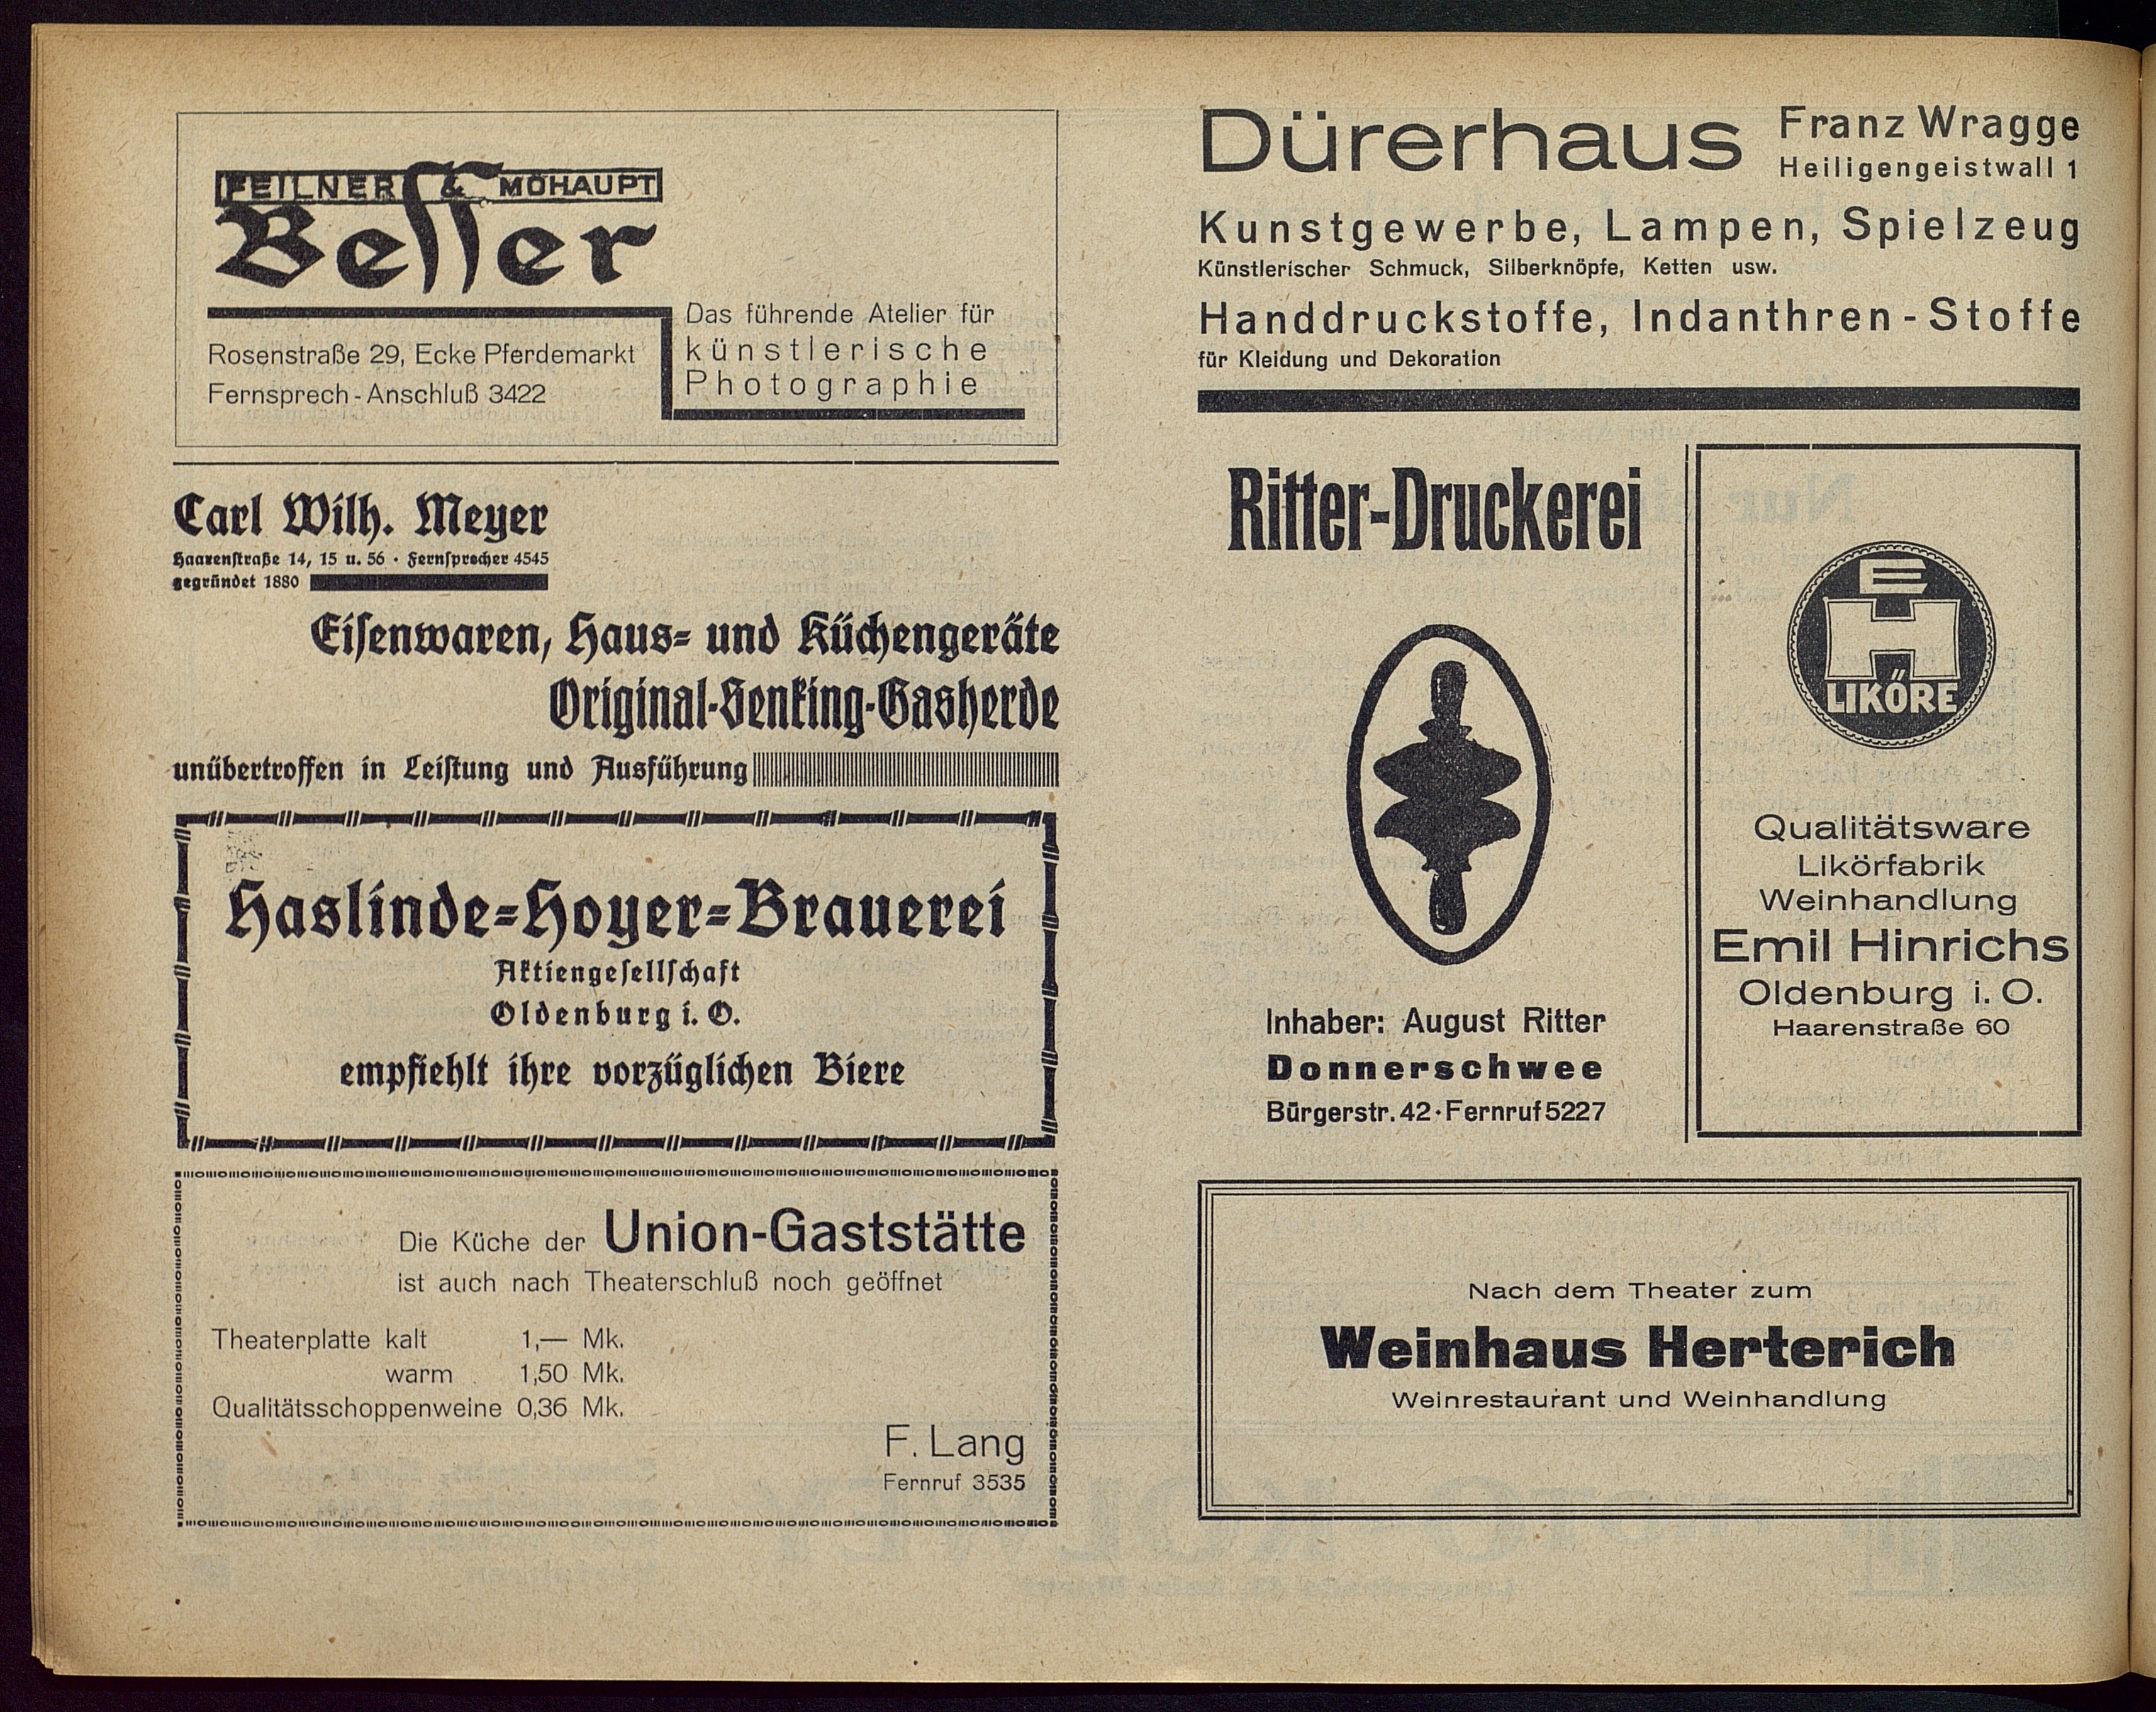 FEILNER & MOHAUPT
Beſſer
Das führende Atelier für
künstlerische
Photographie
Rosenstraße 29, Ecke Pferdemarkt
Fernsprech-Anschluß 3422
Carl Wilh. Meyer
Haarenſtraße 14, 15 u. 56 · Fernſprecher 4545
gegründet 1880
Eiſenwaren, Haus- und Küchengeräte
Original-Senking-Gasherde
unübertroffen in Leiſtung und Ausführung
Haslinde-Hoyer-Brauerei
Aktiengeſellſchaft
Oldenburg i. O.
empfiehlt ihre vorzüglichen Biere
Die Küche der Union-Gaststätte
ist auch nach Theaterschluß noch geöffnet
Theaterplatte kalt 1,— Mk.
warm 1,50 Mk.
Qualitätsschoppenweine 0,36 Mk.
F. Lang
Fernruf 3535
Dürerhaus Franz Wragge
Heiligengeistwall 1
Kunstgewerbe, Lampen, Spielzeug
Künstlerischer Schmuck, Silberknöpfe, Ketten usw.
Handdruckstoffe, Indanthren-Stoffe
für Kleidung und Dekoration
Ritter-Druckerei
Inhaber: August Ritter
Donnerschwee
Bürgerstr. 42 · Fernruf 5227
E
H
LIKÖRE
Qualitätsware
Likörfabrik
Weinhandlung
Emil Hinrichs
Oldenburg i. O.
Haarenstraße 60
Nach dem Theater zum
Weinhaus Herterich
Weinrestaurant und Weinhandlung